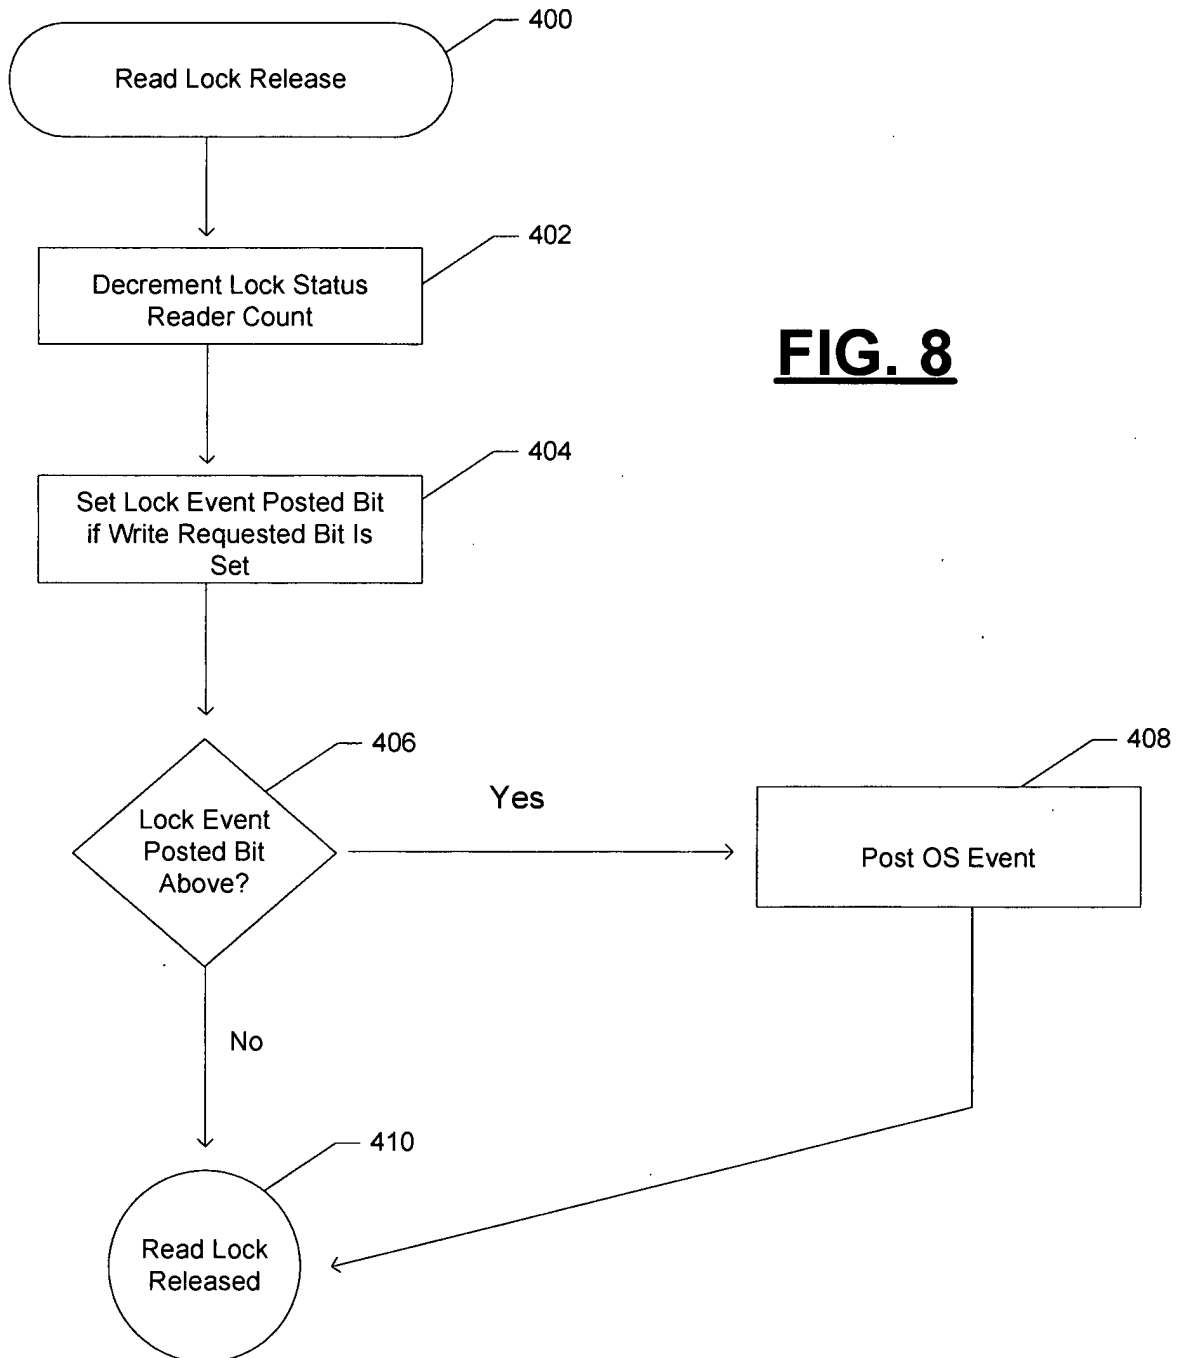 400
Read Lock Release
402
Decrement Lock Status
Reader Count
FIG. 8
404
Set Lock Event Posted Bit
if Write Requested Bit Is
Set
406
408
Yes
Lock Event
Posted Bit
Above?
Post OS Event
No
410
Read Lock
Released